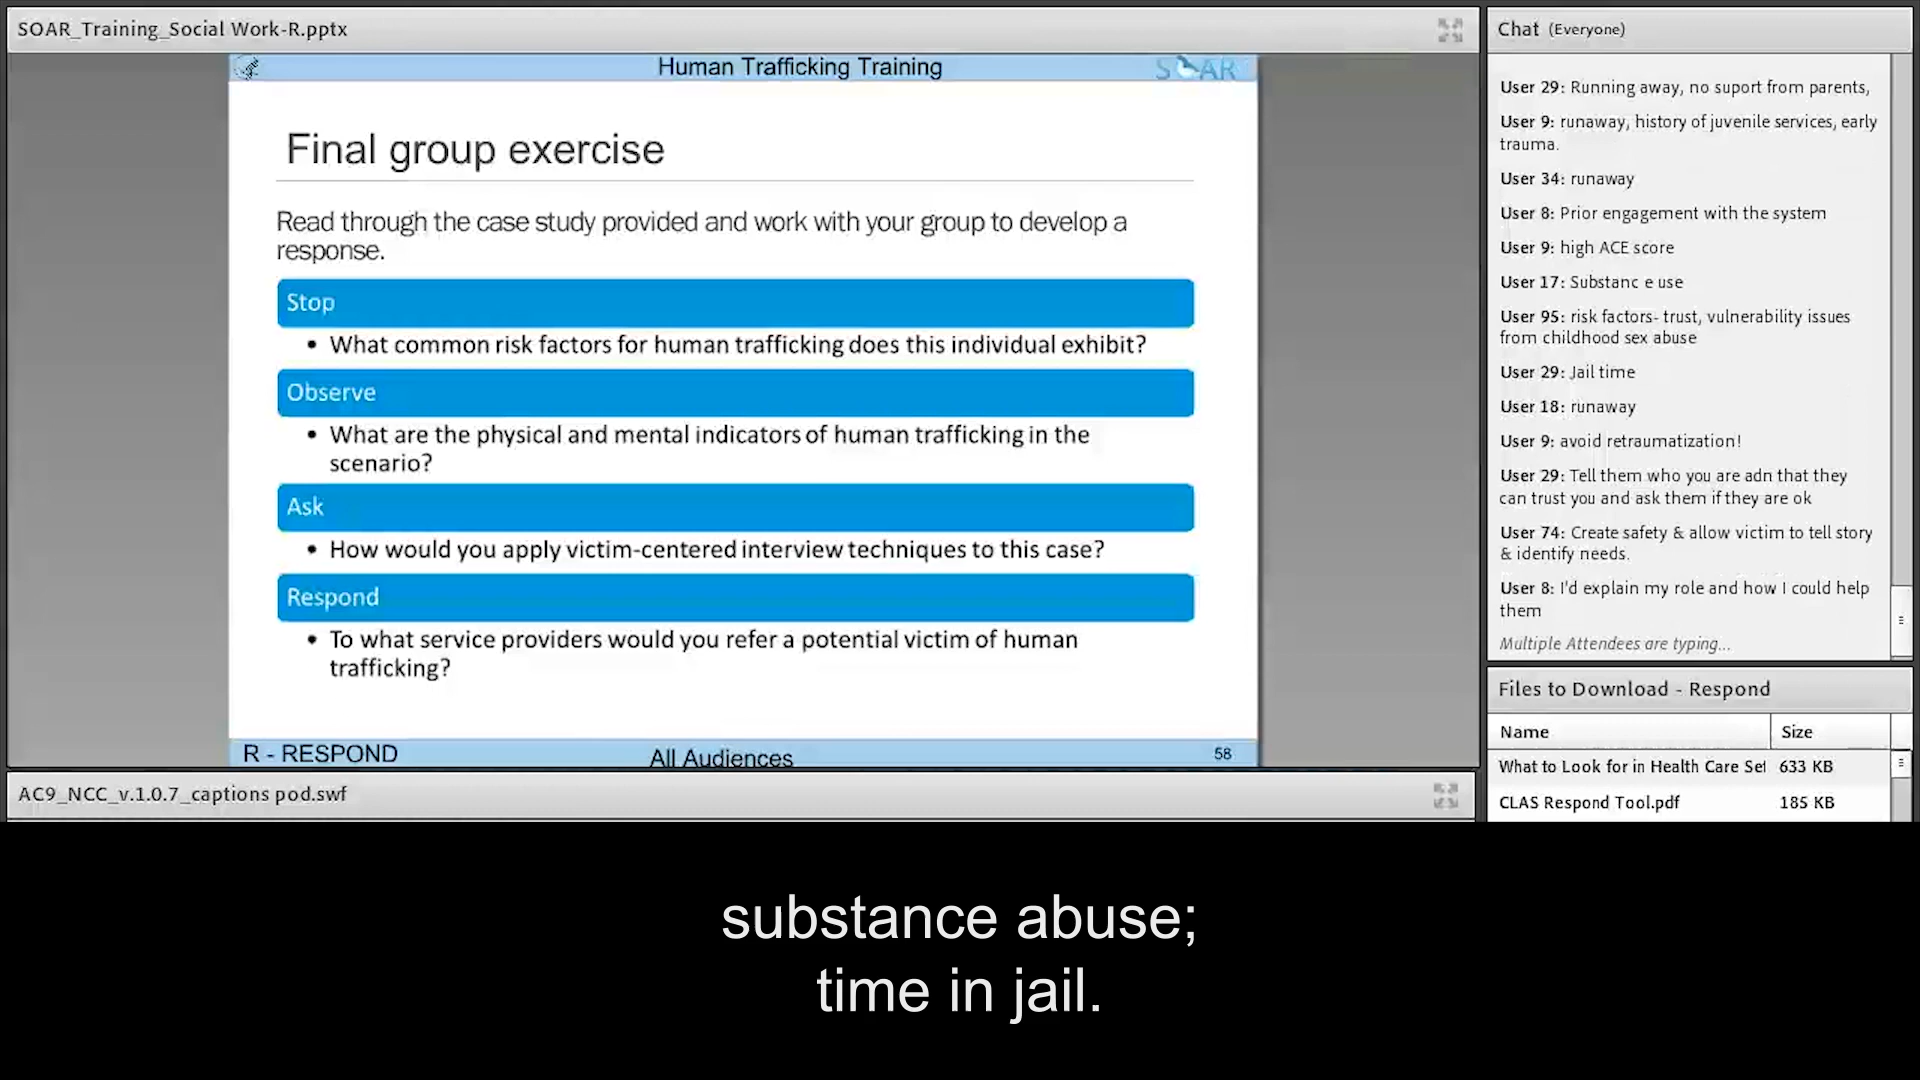 SOAR_Training_Social Work-R.pptx
Human Trafficking Training
SOAR
Final group exercise
Read through the case study provided and work with your group to develop a
response.
Stop
• What common risk factors for human trafficking does this individual exhibit?
Observe
• What are the physical and mental indicators of human trafficking in the
scenario?
Ask
• How would you apply victim-centered interview techniques to this case?
Respond
• To what service providers would you refer a potential victim of human
trafficking?
R - RESPOND
All Audiences
58
Chat (Everyone)
User 29: Running away, no suport from parents,
User 9: runaway, history of juvenile services, early
trauma.
User 34: runaway
User 8: Prior engagement with the system
User 9: high ACE score
User 17: Substanc e use
User 95: risk factors- trust, vulnerability issues
from childhood sex abuse
User 29: Jail time
User 18: runaway
User 9: avoid retraumatization!
User 29: Tell them who you are adn that they
can trust you and ask them if they are ok
User 74: Create safety & allow victim to tell story
& identify needs.
User 8: I'd explain my role and how I could help
them
Multiple Attendees are typing...
Files to Download - Respond
Name Size
What to Look for in Health Care Set 633 KB
CLAS Respond Tool.pdf 185 KB
AC9_NCC_v.1.0.7_captions pod.swf
substance abuse;
time in jail.